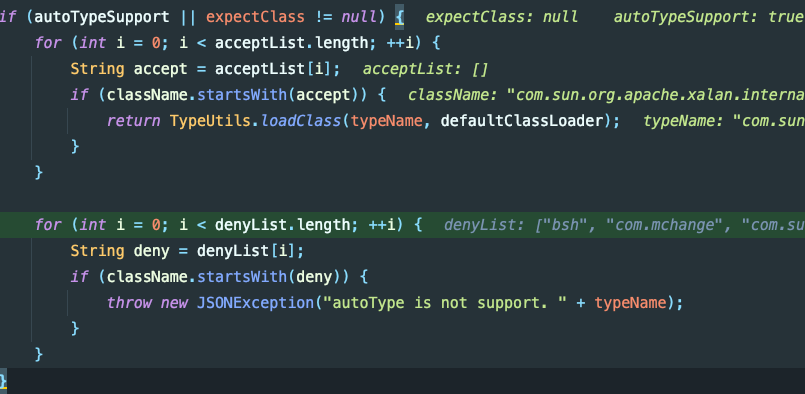 if (autoTypeSupport || expectClass != null) { expectClass: null autoTypeSupport: true
for (int i = 0; i < acceptList.length; ++i) {
String accept = acceptList[i]; acceptList: []
if (className.startsWith(accept)) { className: "com.sun.org.apache.xalan.interna
return TypeUtils.loadClass(typeName, defaultClassLoader); typeName: "com.sun
}
}
for (int i = 0; i < denyList.length; ++i) { denyList: ["bsh", "com.mchange", "com.su
String deny = denyList[i];
if (className.startsWith(deny)) {
throw new JSONException("autoType is not support. " + typeName);
}
}
}